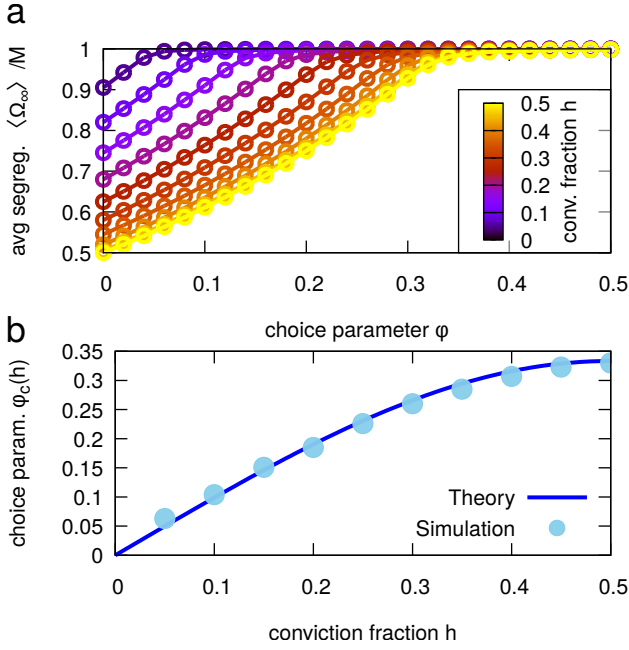 a
avg segreg. ⟨Ω∞⟩ /M
1
0.9
0.8
0.7
0.6
0.5
0 0.1 0.2 0.3 0.4 0.5
choice parameter φ
0.5
0.4
0.3
0.2
0.1
0
conv. fraction h
b
choice param. φc(h)
0.35
0.3
0.25
0.2
0.15
0.1
0.05
0
0 0.1 0.2 0.3 0.4 0.5
Theory
Simulation
conviction fraction h